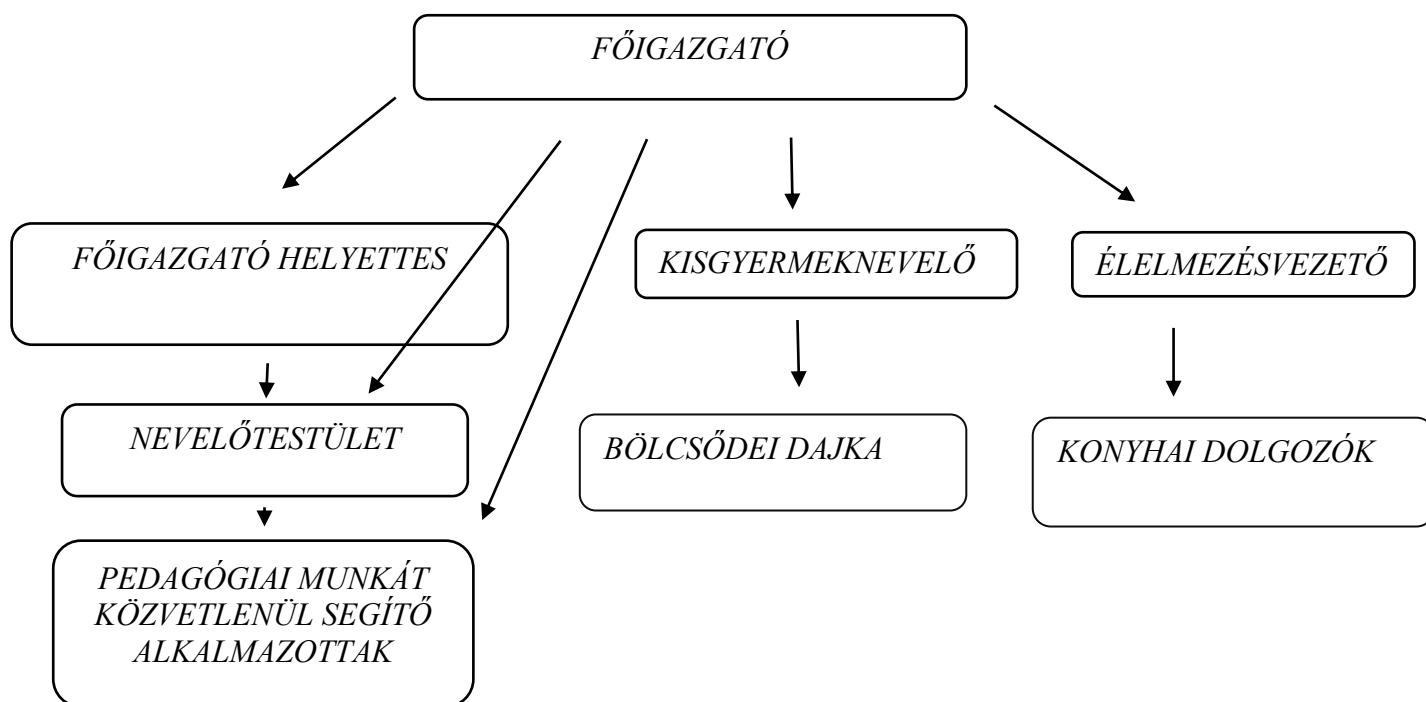 FŐIGAZGATÓ
FŐIGAZGATÓ HELYETTES
KISGYERMEKNEVELŐ
ÉLELMEZÉSVEZETŐ
NEVELŐTESTÜLET
BÖLCSŐDEI DAJKA
KONYHAI DOLGOZÓK
PEDAGÓGIAI MUNKÁT
KÖZVETLENÜL SEGÍTŐ
ALKALMAZOTTAK